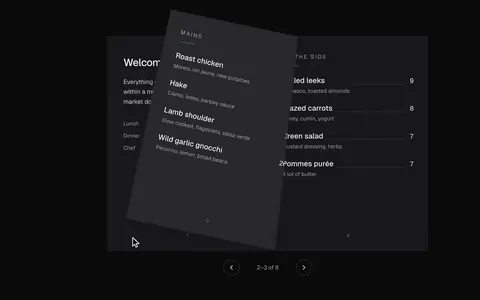 Welcom
Everything
within a mu
market do
Lunch
Dinner
Chef
1
MAINS
Roast chicken
Morels, vin jaune, new potatoes
Hake
Clams, leeks, parsley sauce
Lamb shoulder
Slow cooked, flageolets, salsa verde
Wild garlic gnocchi
Pecorino, lemon, broad beans
THE SIDE
led leeks 9
esco, toasted almonds
azed carrots 8
ney, cumin, yogurt
Green salad 7
ustard dressing, herbs
Pommes purée 7
lot of butter
4
2–3 of 8